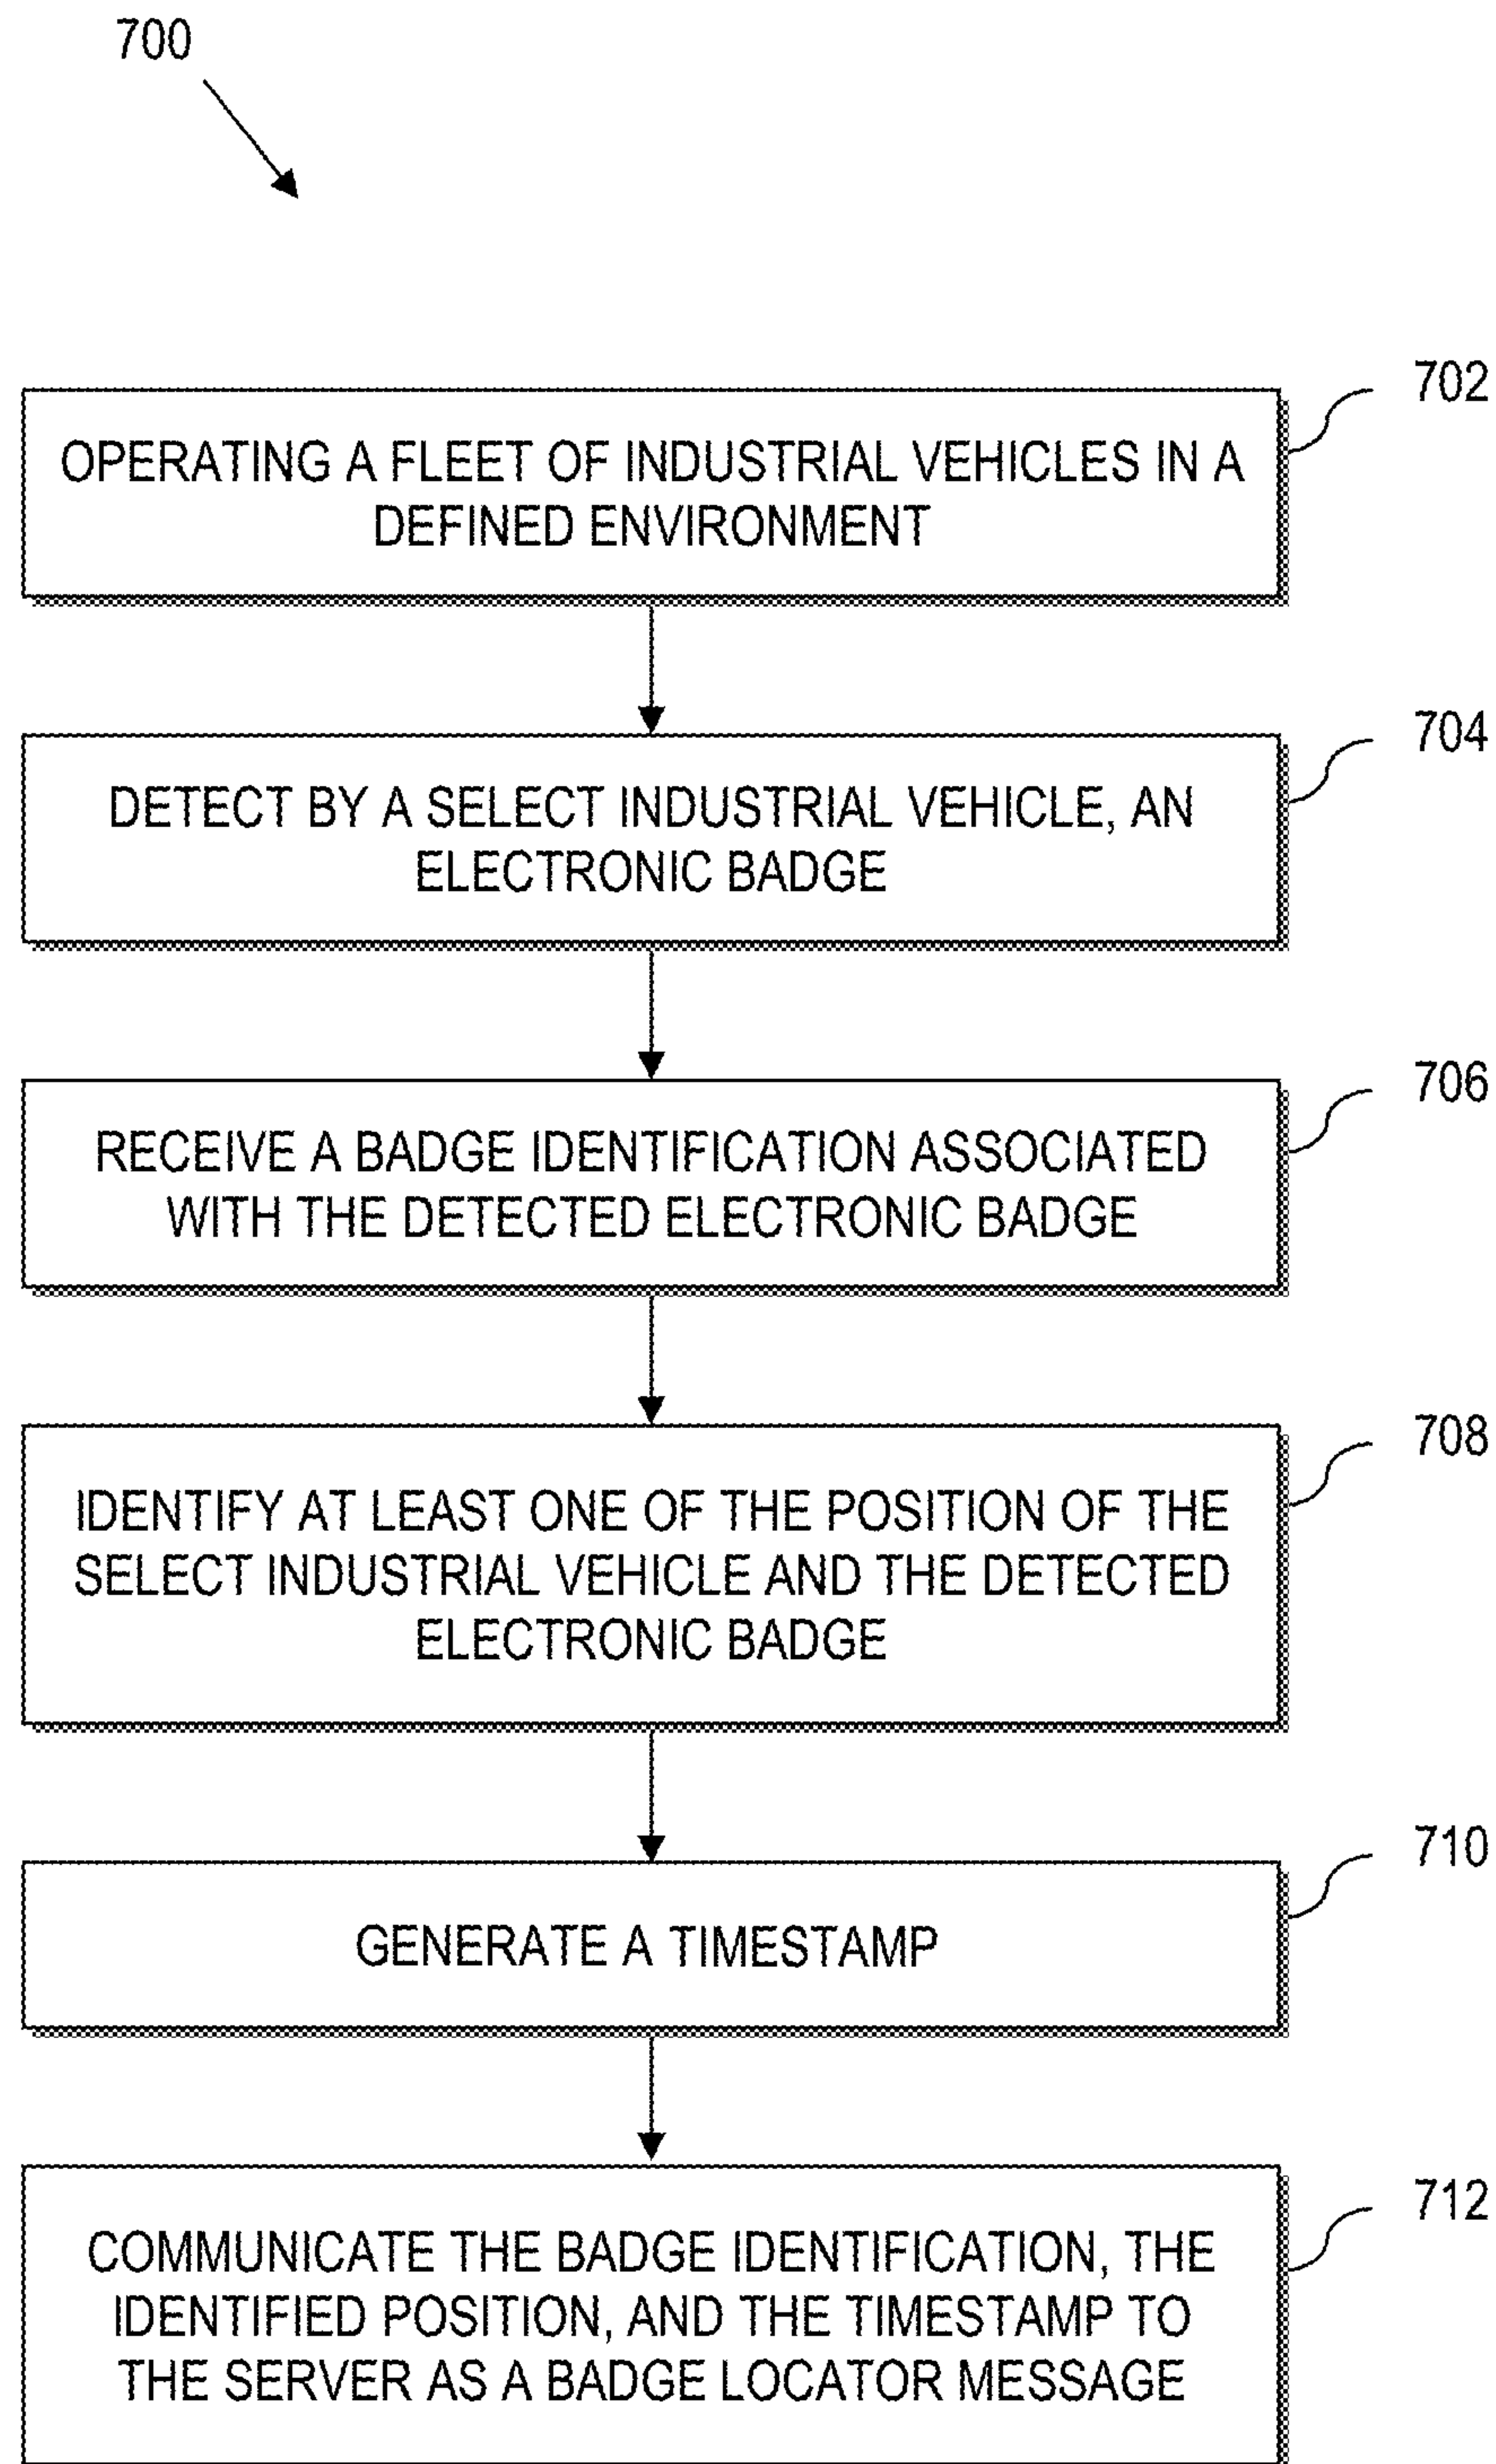 700
702
OPERATING A FLEET OF INDUSTRIAL VEHICLES IN A
DEFINED ENVIRONMENT
704
DETECT BY A SELECT INDUSTRIAL VEHICLE, AN
ELECTRONIC BADGE
706
RECEIVE A BADGE IDENTIFICATION ASSOCIATED
WITH THE DETECTED ELECTRONIC BADGE
708
IDENTIFY AT LEAST ONE OF THE POSITION OF THE
SELECT INDUSTRIAL VEHICLE AND THE DETECTED
ELECTRONIC BADGE
710
GENERATE A TIMESTAMP
712
COMMUNICATE THE BADGE IDENTIFICATION, THE
IDENTIFIED POSITION, AND THE TIMESTAMP TO
THE SERVER AS A BADGE LOCATOR MESSAGE